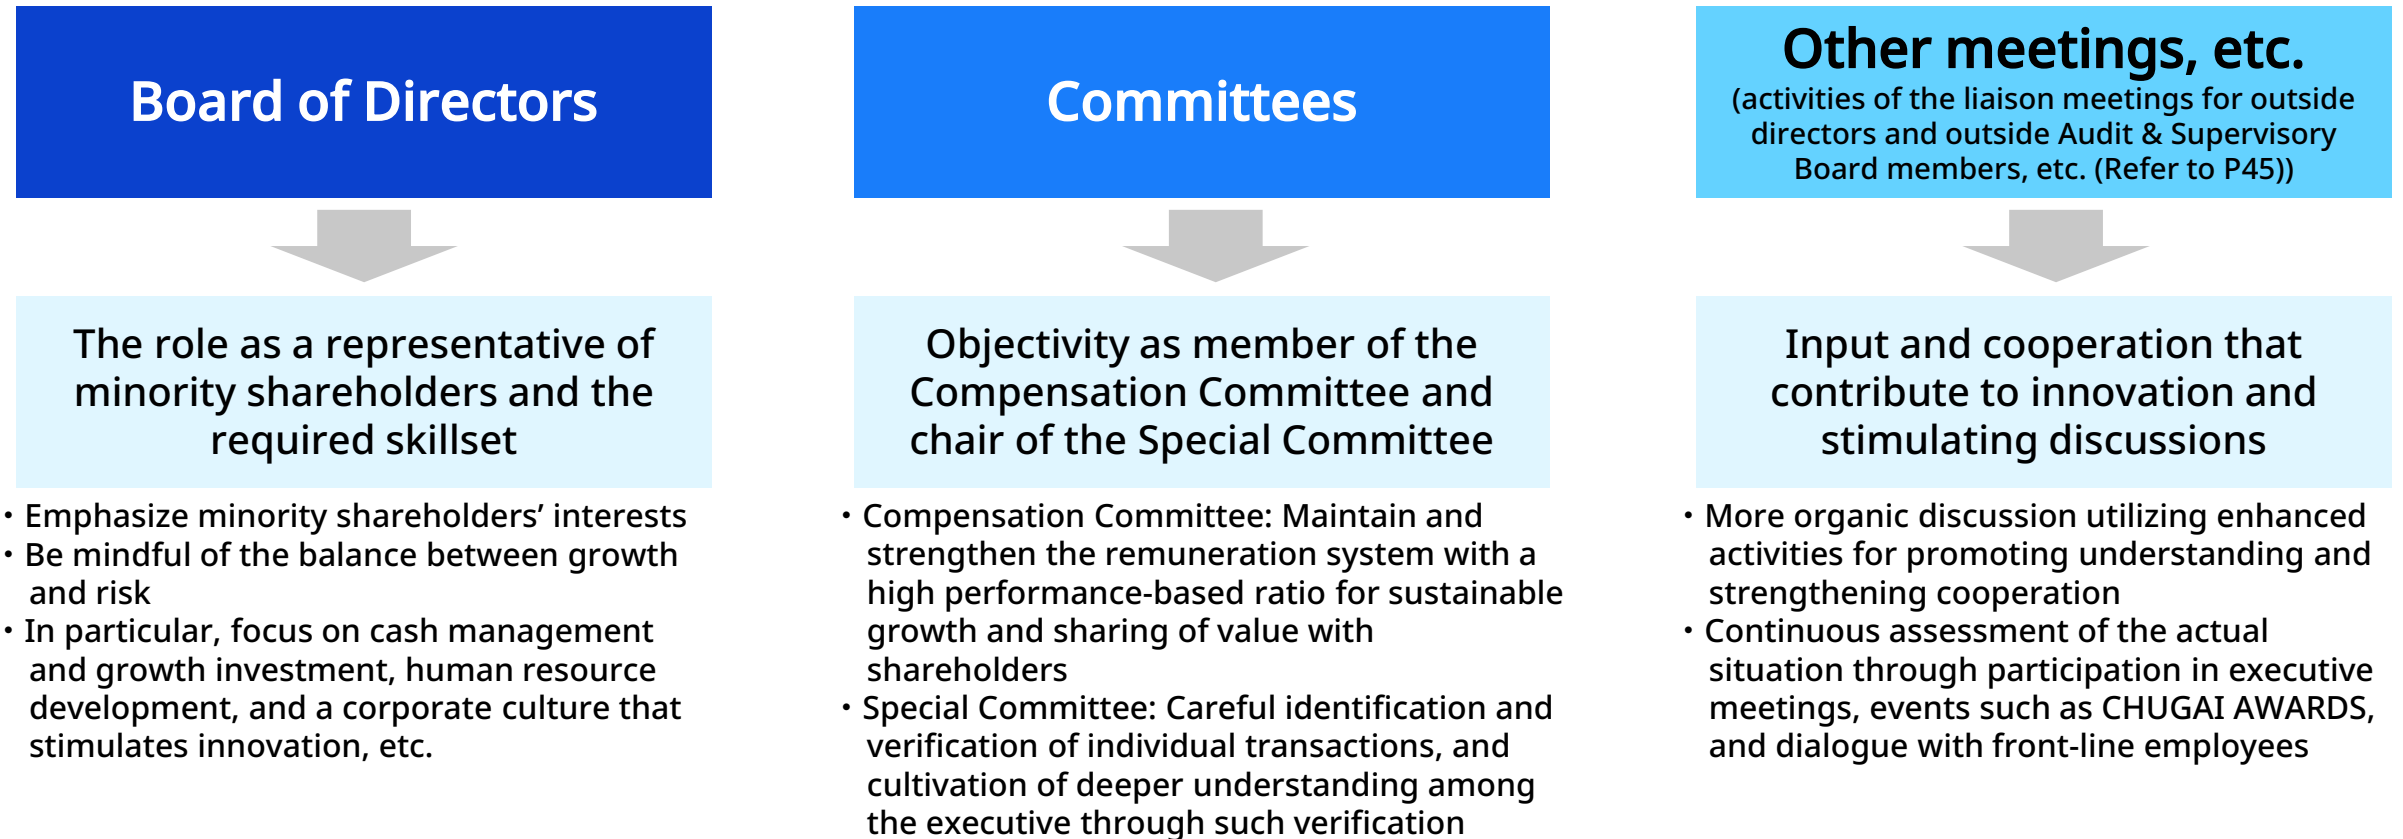 Board of Directors
The role as a representative of
minority shareholders and the
required skillset
・Emphasize minority shareholders’ interests
・Be mindful of the balance between growth
and risk
・In particular, focus on cash management
and growth investment, human resource
development, and a corporate culture that
stimulates innovation, etc.
Committees
Objectivity as member of the
Compensation Committee and
chair of the Special Committee
・Compensation Committee: Maintain and
strengthen the remuneration system with a
high performance-based ratio for sustainable
growth and sharing of value with
shareholders
・Special Committee: Careful identification and
verification of individual transactions, and
cultivation of deeper understanding among
the executive through such verification
Other meetings, etc.
(activities of the liaison meetings for outside
directors and outside Audit & Supervisory
Board members, etc. (Refer to P45))
Input and cooperation that
contribute to innovation and
stimulating discussions
・More organic discussion utilizing enhanced
activities for promoting understanding and
strengthening cooperation
・Continuous assessment of the actual
situation through participation in executive
meetings, events such as CHUGAI AWARDS,
and dialogue with front-line employees